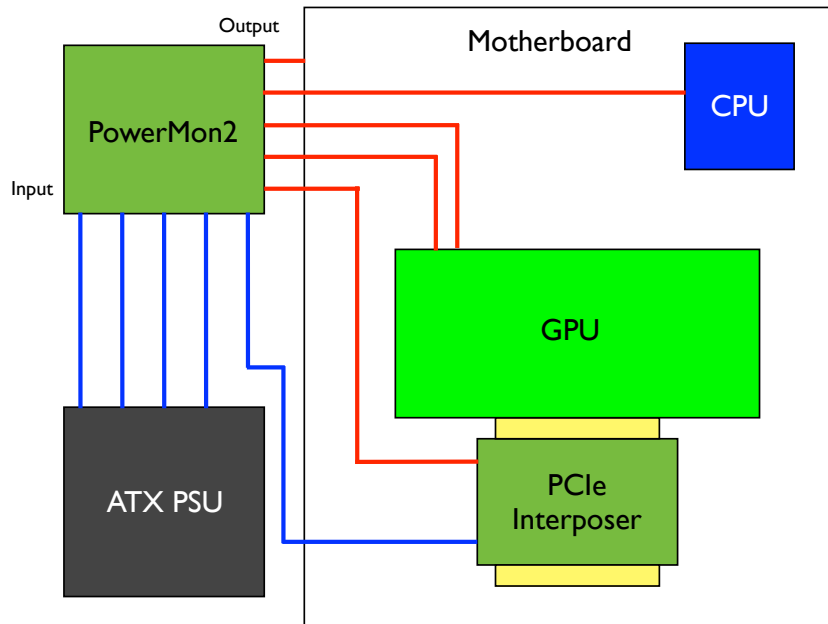 Output
Motherboard
CPU
PowerMon2
Input
GPU
ATX PSU
PCIe
Interposer